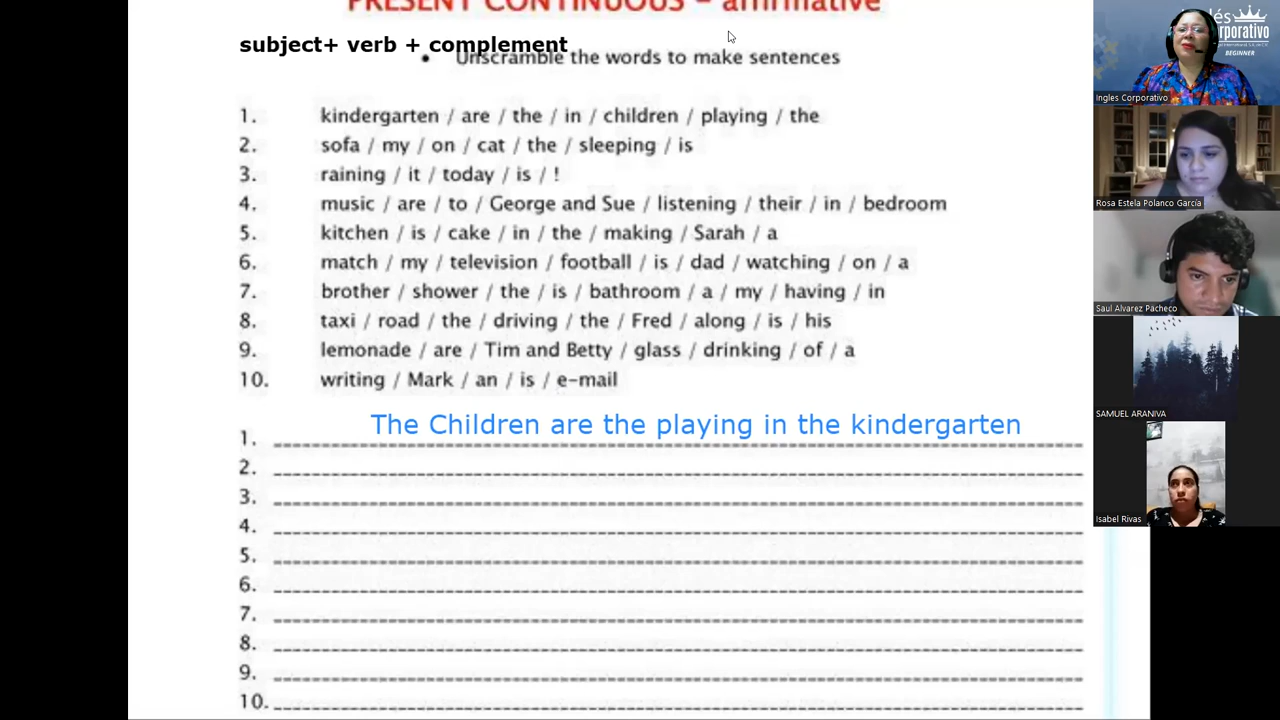 PRESENT CONTINUOUS - affirmative
subject+ verb + complement
• Unscramble the words to make sentences
1. kindergarten / are / the / in / children / playing / the
2. sofa / my / on / cat / the / sleeping / is
3. raining / it / today / is / !
4. music / are / to / George and Sue / listening / their / in / bedroom
5. kitchen / is / cake / in / the / making / Sarah / a
6. match / my / television / football / is / dad / watching / on / a
7. brother / shower / the / is / bathroom / a / my / having / in
8. taxi / road / the / driving / the / Fred / along / is / his
9. lemonade / are / Tim and Betty / glass / drinking / of / a
10. writing / Mark / an / is / e-mail
The Children are the playing in the kindergarten
1.
2.
3.
4.
5.
6.
7.
8.
9.
10.
BEGINNER
Ingles Corporativo
Rosa Estela Polanco García
Saul Alvarez Pacheco
SAMUEL ARANIVA
Isabel Rivas